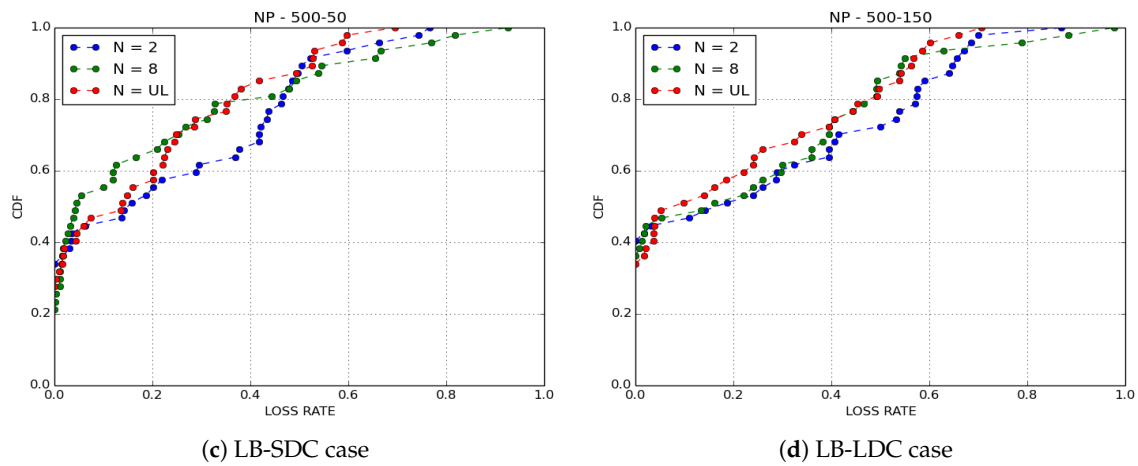 NP - 500-50
1.0
0.8
0.6
0.4
0.2
0.0
CDF
N = 2
N = 8
N = UL
0.0 0.2 0.4 0.6 0.8 1.0
LOSS RATE
(c) LB-SDC case
NP - 500-150
1.0
0.8
0.6
0.4
0.2
0.0
CDF
N = 2
N = 8
N = UL
0.0 0.2 0.4 0.6 0.8 1.0
LOSS RATE
(d) LB-LDC case